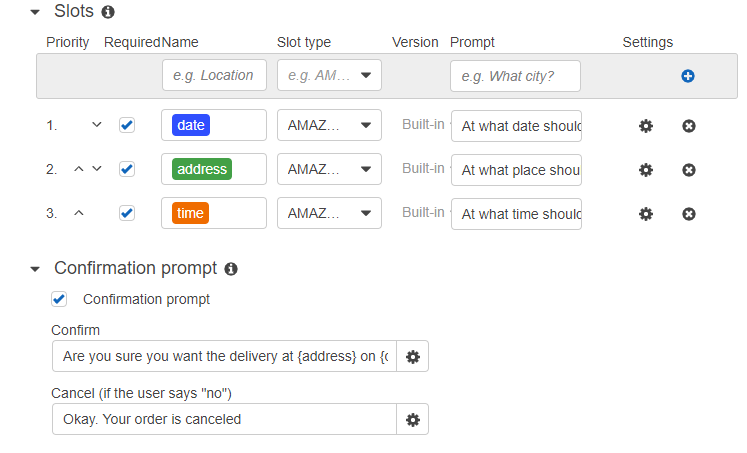 Slots
Priority Required Name Slot type Version Prompt Settings
e.g. Location e.g. AM... e.g. What city?
1. date AMAZ... Built-in At what date should
2. address AMAZ... Built-in At what place shou
3. time AMAZ... Built-in At what time should
Confirmation prompt
Confirmation prompt
Confirm
Are you sure you want the delivery at {address} on {
Cancel (if the user says "no")
Okay. Your order is canceled